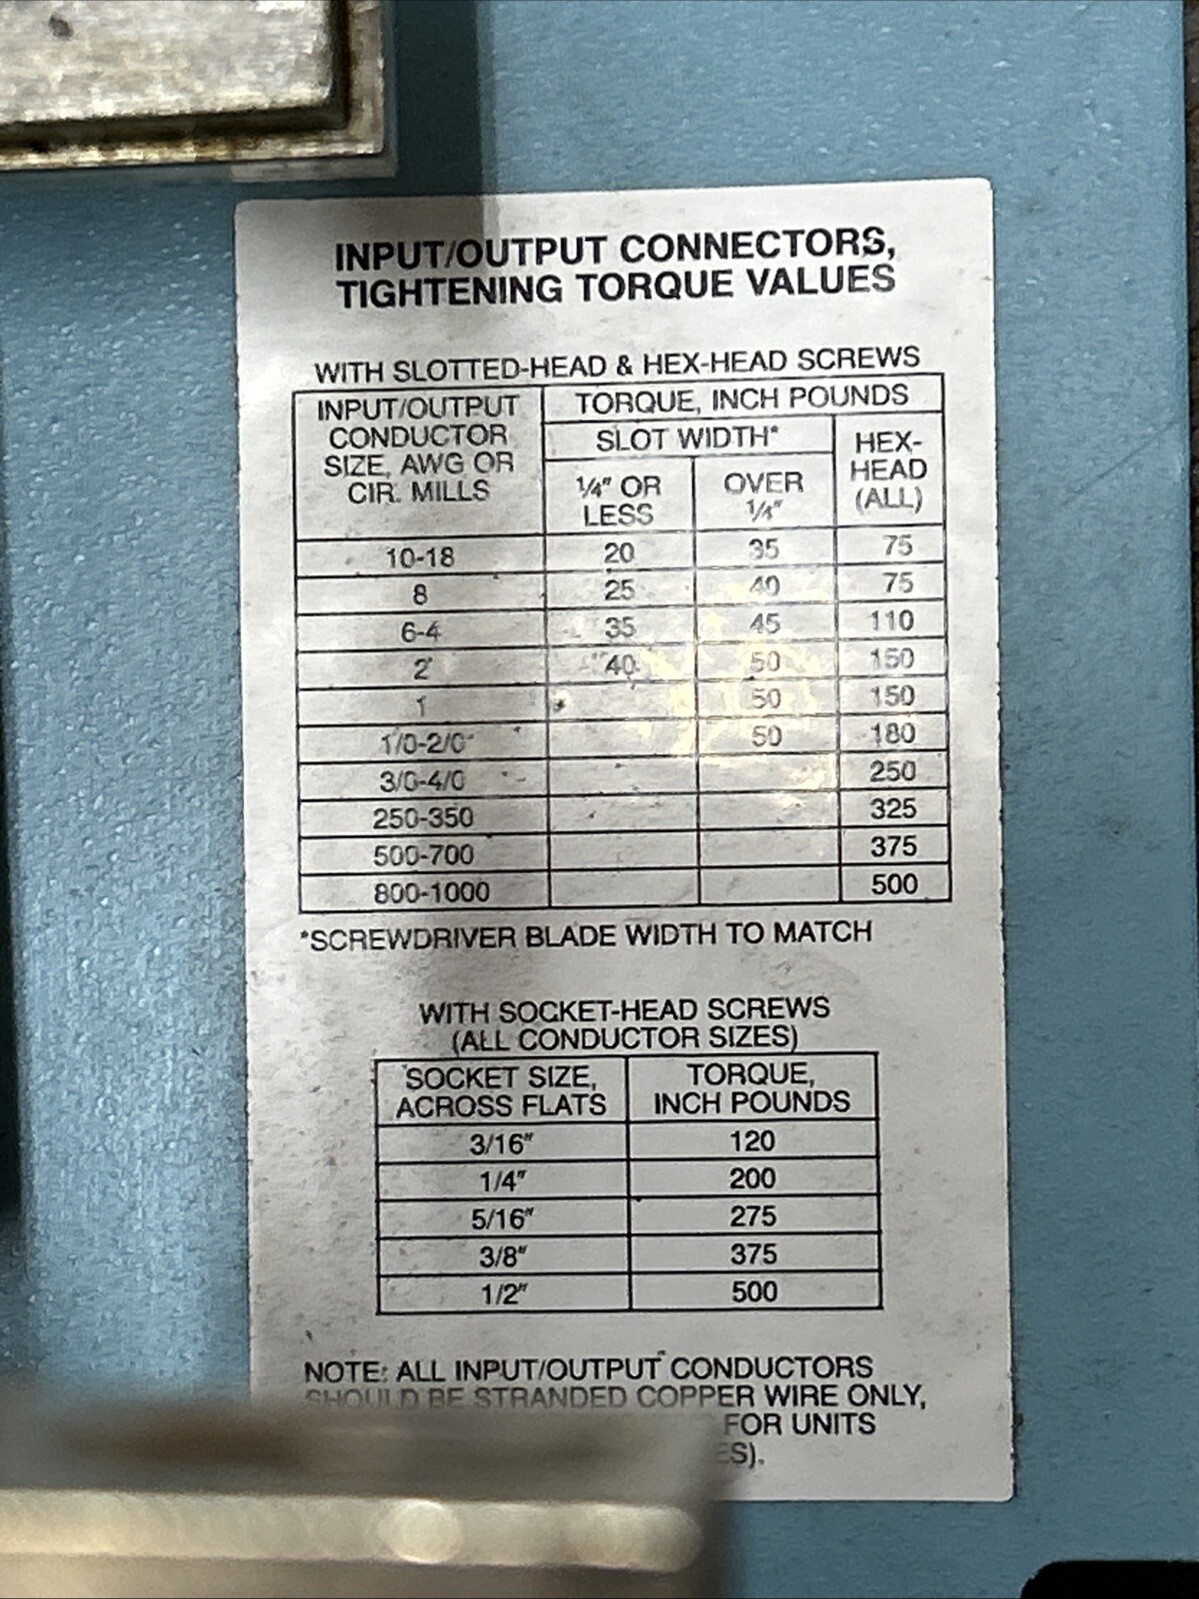 INPUT/OUTPUT CONNECTORS,
TIGHTENING TORQUE VALUES
WITH SLOTTED-HEAD & HEX-HEAD SCREWS
INPUT/OUTPUT CONDUCTOR SIZE, AWG OR CIR. MILLS
TORQUE, INCH POUNDS
SLOT WIDTH*
HEX-HEAD (ALL)
1/4" OR LESS
OVER 1/4"
10-18 20 35 75
8 25 40 75
6-4 35 45 110
2 40 50 150
1 50 150
1/0-2/0 50 180
3/0-4/0 250
250-350 325
500-700 375
800-1000 500
*SCREWDRIVER BLADE WIDTH TO MATCH
WITH SOCKET-HEAD SCREWS
(ALL CONDUCTOR SIZES)
SOCKET SIZE, ACROSS FLATS
TORQUE, INCH POUNDS
3/16" 120
1/4" 200
5/16" 275
3/8" 375
1/2" 500
NOTE: ALL INPUT/OUTPUT CONDUCTORS
SHOULD BE STRANDED COPPER WIRE ONLY,
FOR UNITS